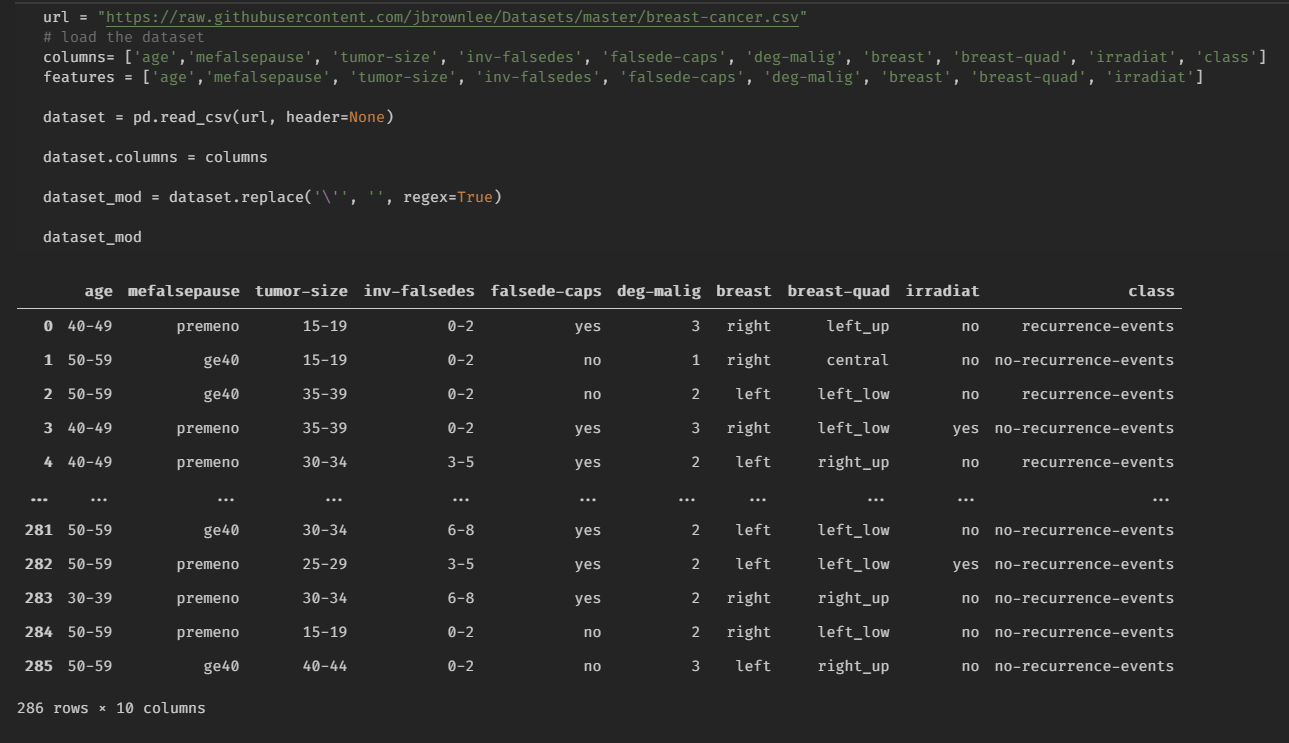 url = "https://raw.githubusercontent.com/jbrownlee/Datasets/master/breast-cancer.csv"
# load the dataset
columns= ['age','mefalsepause', 'tumor-size', 'inv-falsedes', 'falsede-caps', 'deg-malig', 'breast', 'breast-quad', 'irradiat', 'class']
features = ['age','mefalsepause', 'tumor-size', 'inv-falsedes', 'falsede-caps', 'deg-malig', 'breast', 'breast-quad', 'irradiat']
dataset = pd.read_csv(url, header=None)
dataset.columns = columns
dataset_mod = dataset.replace('\'', '', regex=True)
dataset_mod
age mefalsepause tumor-size inv-falsedes falsede-caps deg-malig breast breast-quad irradiat class
0 40-49 premeno 15-19 0-2 yes 3 right left_up no recurrence-events
1 50-59 ge40 15-19 0-2 no 1 right central no no-recurrence-events
2 50-59 ge40 35-39 0-2 no 2 left left_low no recurrence-events
3 40-49 premeno 35-39 0-2 yes 3 right left_low yes no-recurrence-events
4 40-49 premeno 30-34 3-5 yes 2 left right_up no recurrence-events
... ... ... ... ... ... ... ... ... ... ...
281 50-59 ge40 30-34 6-8 yes 2 left left_low no no-recurrence-events
282 50-59 premeno 25-29 3-5 yes 2 left left_low yes no-recurrence-events
283 30-39 premeno 30-34 6-8 yes 2 right right_up no no-recurrence-events
284 50-59 premeno 15-19 0-2 no 2 right left_low no no-recurrence-events
285 50-59 ge40 40-44 0-2 no 3 left right_up no no-recurrence-events
286 rows × 10 columns